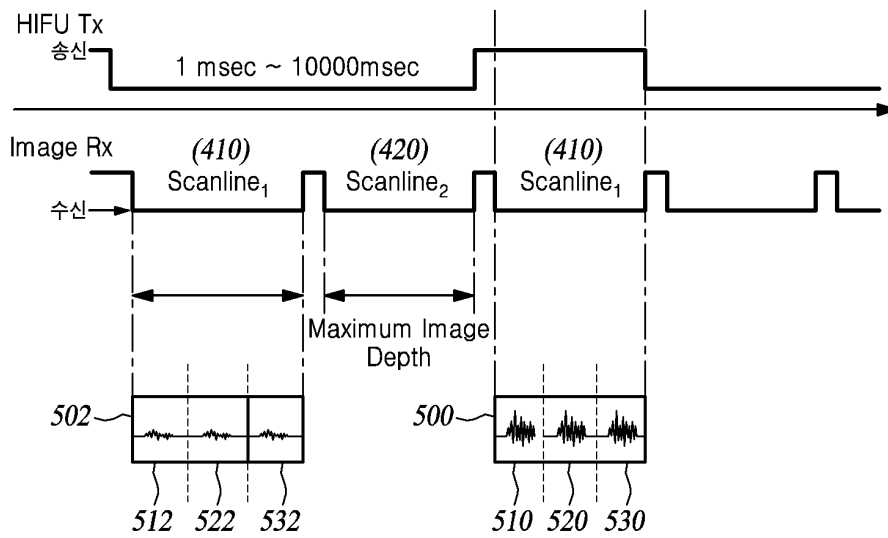 HIFU Tx
송신
1 msec ~ 10000msec
Image Rx
(410)
Scanline1
(420)
Scanline2
(410)
Scanline1
수신
Maximum Image
Depth
502
500
512 522 532
510 520 530